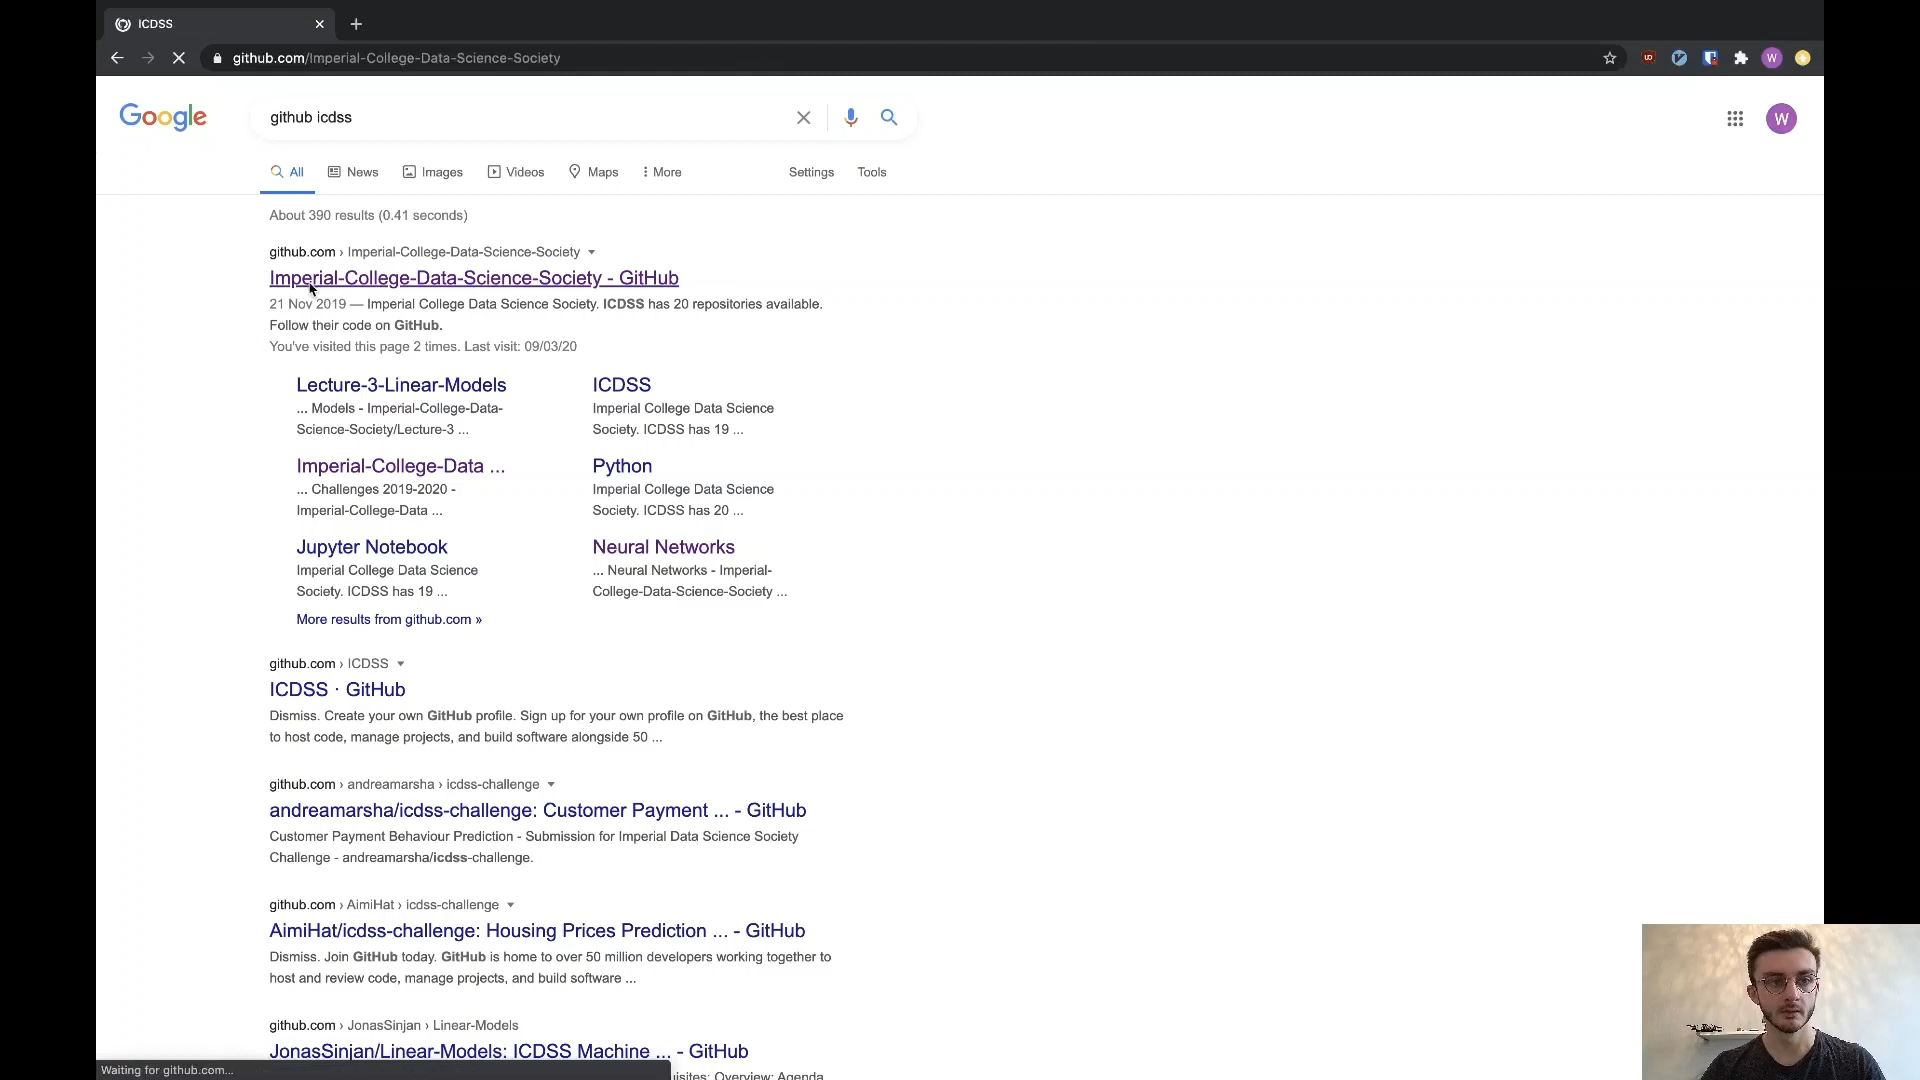 ICDSS
github.com/Imperial-College-Data-Science-Society
W
Google
github icdss
W
All News Images Videos Maps More Settings Tools
About 390 results (0.41 seconds)
github.com › Imperial-College-Data-Science-Society
Imperial-College-Data-Science-Society - GitHub
21 Nov 2019 — Imperial College Data Science Society. ICDSS has 20 repositories available.
Follow their code on GitHub.
You've visited this page 2 times. Last visit: 09/03/20
Lecture-3-Linear-Models
... Models - Imperial-College-Data-
Science-Society/Lecture-3 ...
ICDSS
Imperial College Data Science
Society. ICDSS has 19 ...
Imperial-College-Data ...
... Challenges 2019-2020 -
Imperial-College-Data ...
Python
Imperial College Data Science
Society. ICDSS has 20 ...
Jupyter Notebook
Imperial College Data Science
Society. ICDSS has 19 ...
Neural Networks
... Neural Networks - Imperial-
College-Data-Science-Society ...
More results from github.com »
github.com › ICDSS
ICDSS · GitHub
Dismiss. Create your own GitHub profile. Sign up for your own profile on GitHub, the best place
to host code, manage projects, and build software alongside 50 ...
github.com › andreamarsha › icdss-challenge
andreamarsha/icdss-challenge: Customer Payment ... - GitHub
Customer Payment Behaviour Prediction - Submission for Imperial Data Science Society
Challenge - andreamarsha/icdss-challenge.
github.com › AimiHat › icdss-challenge
AimiHat/icdss-challenge: Housing Prices Prediction ... - GitHub
Dismiss. Join GitHub today. GitHub is home to over 50 million developers working together to
host and review code, manage projects, and build software ...
github.com › JonasSinjan › Linear-Models
JonasSinjan/Linear-Models: ICDSS Machine ... - GitHub
Overview: Agenda
Waiting for github.com...